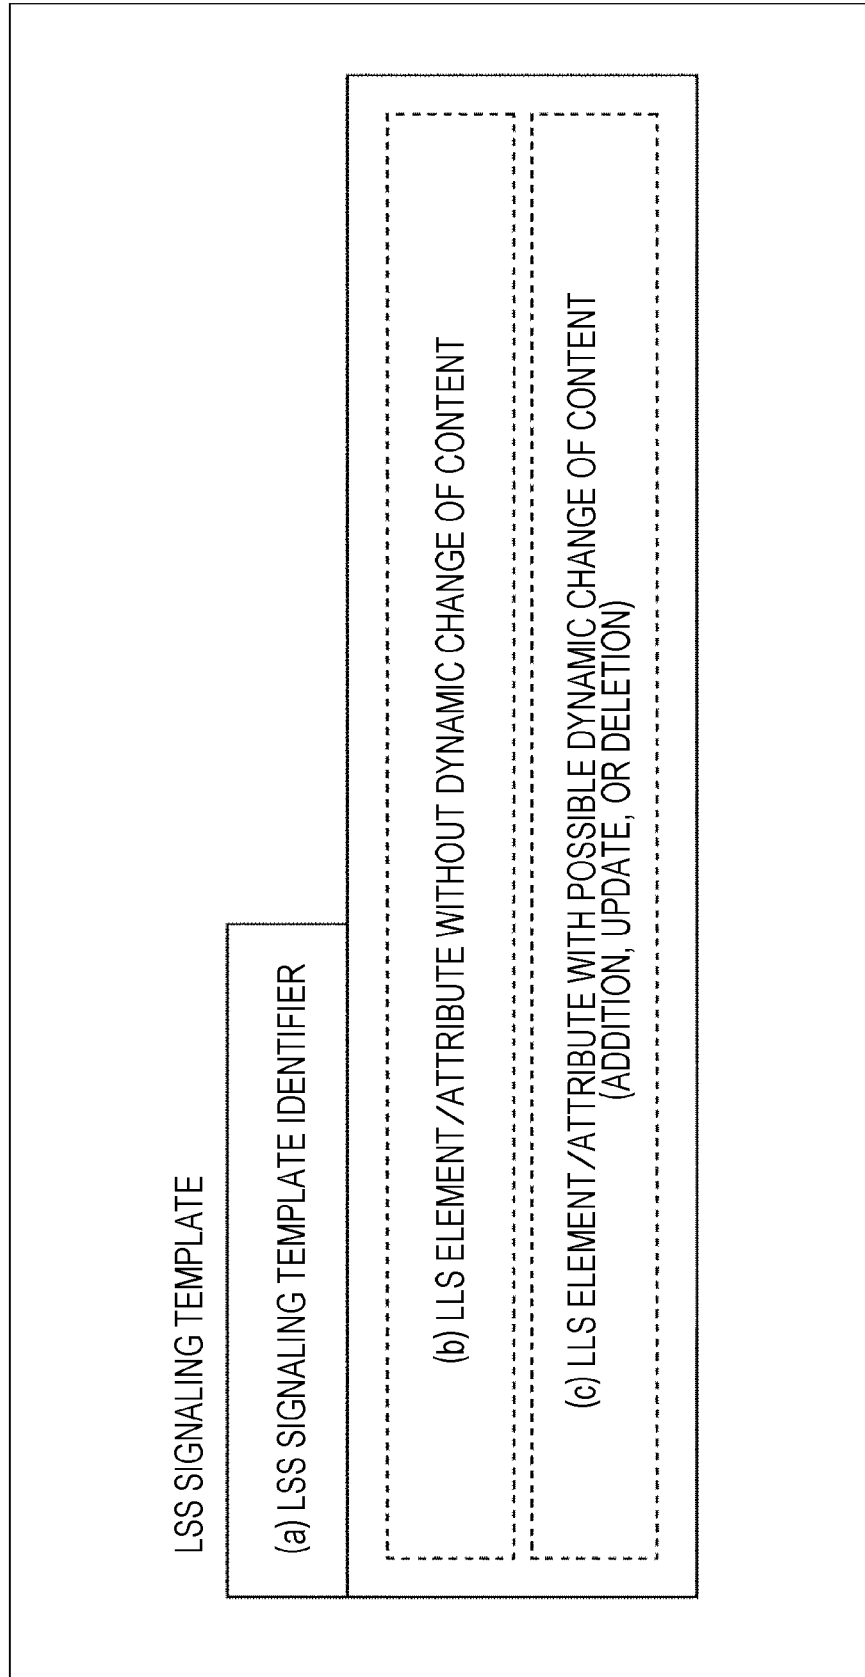 LSS SIGNALING TEMPLATE
(a) LSS SIGNALING TEMPLATE IDENTIFIER
(b) LLS ELEMENT/ATTRIBUTE WITHOUT DYNAMIC CHANGE OF CONTENT
(c) LLS ELEMENT/ATTRIBUTE WITH POSSIBLE DYNAMIC CHANGE OF CONTENT
(ADDITION, UPDATE, OR DELETION)